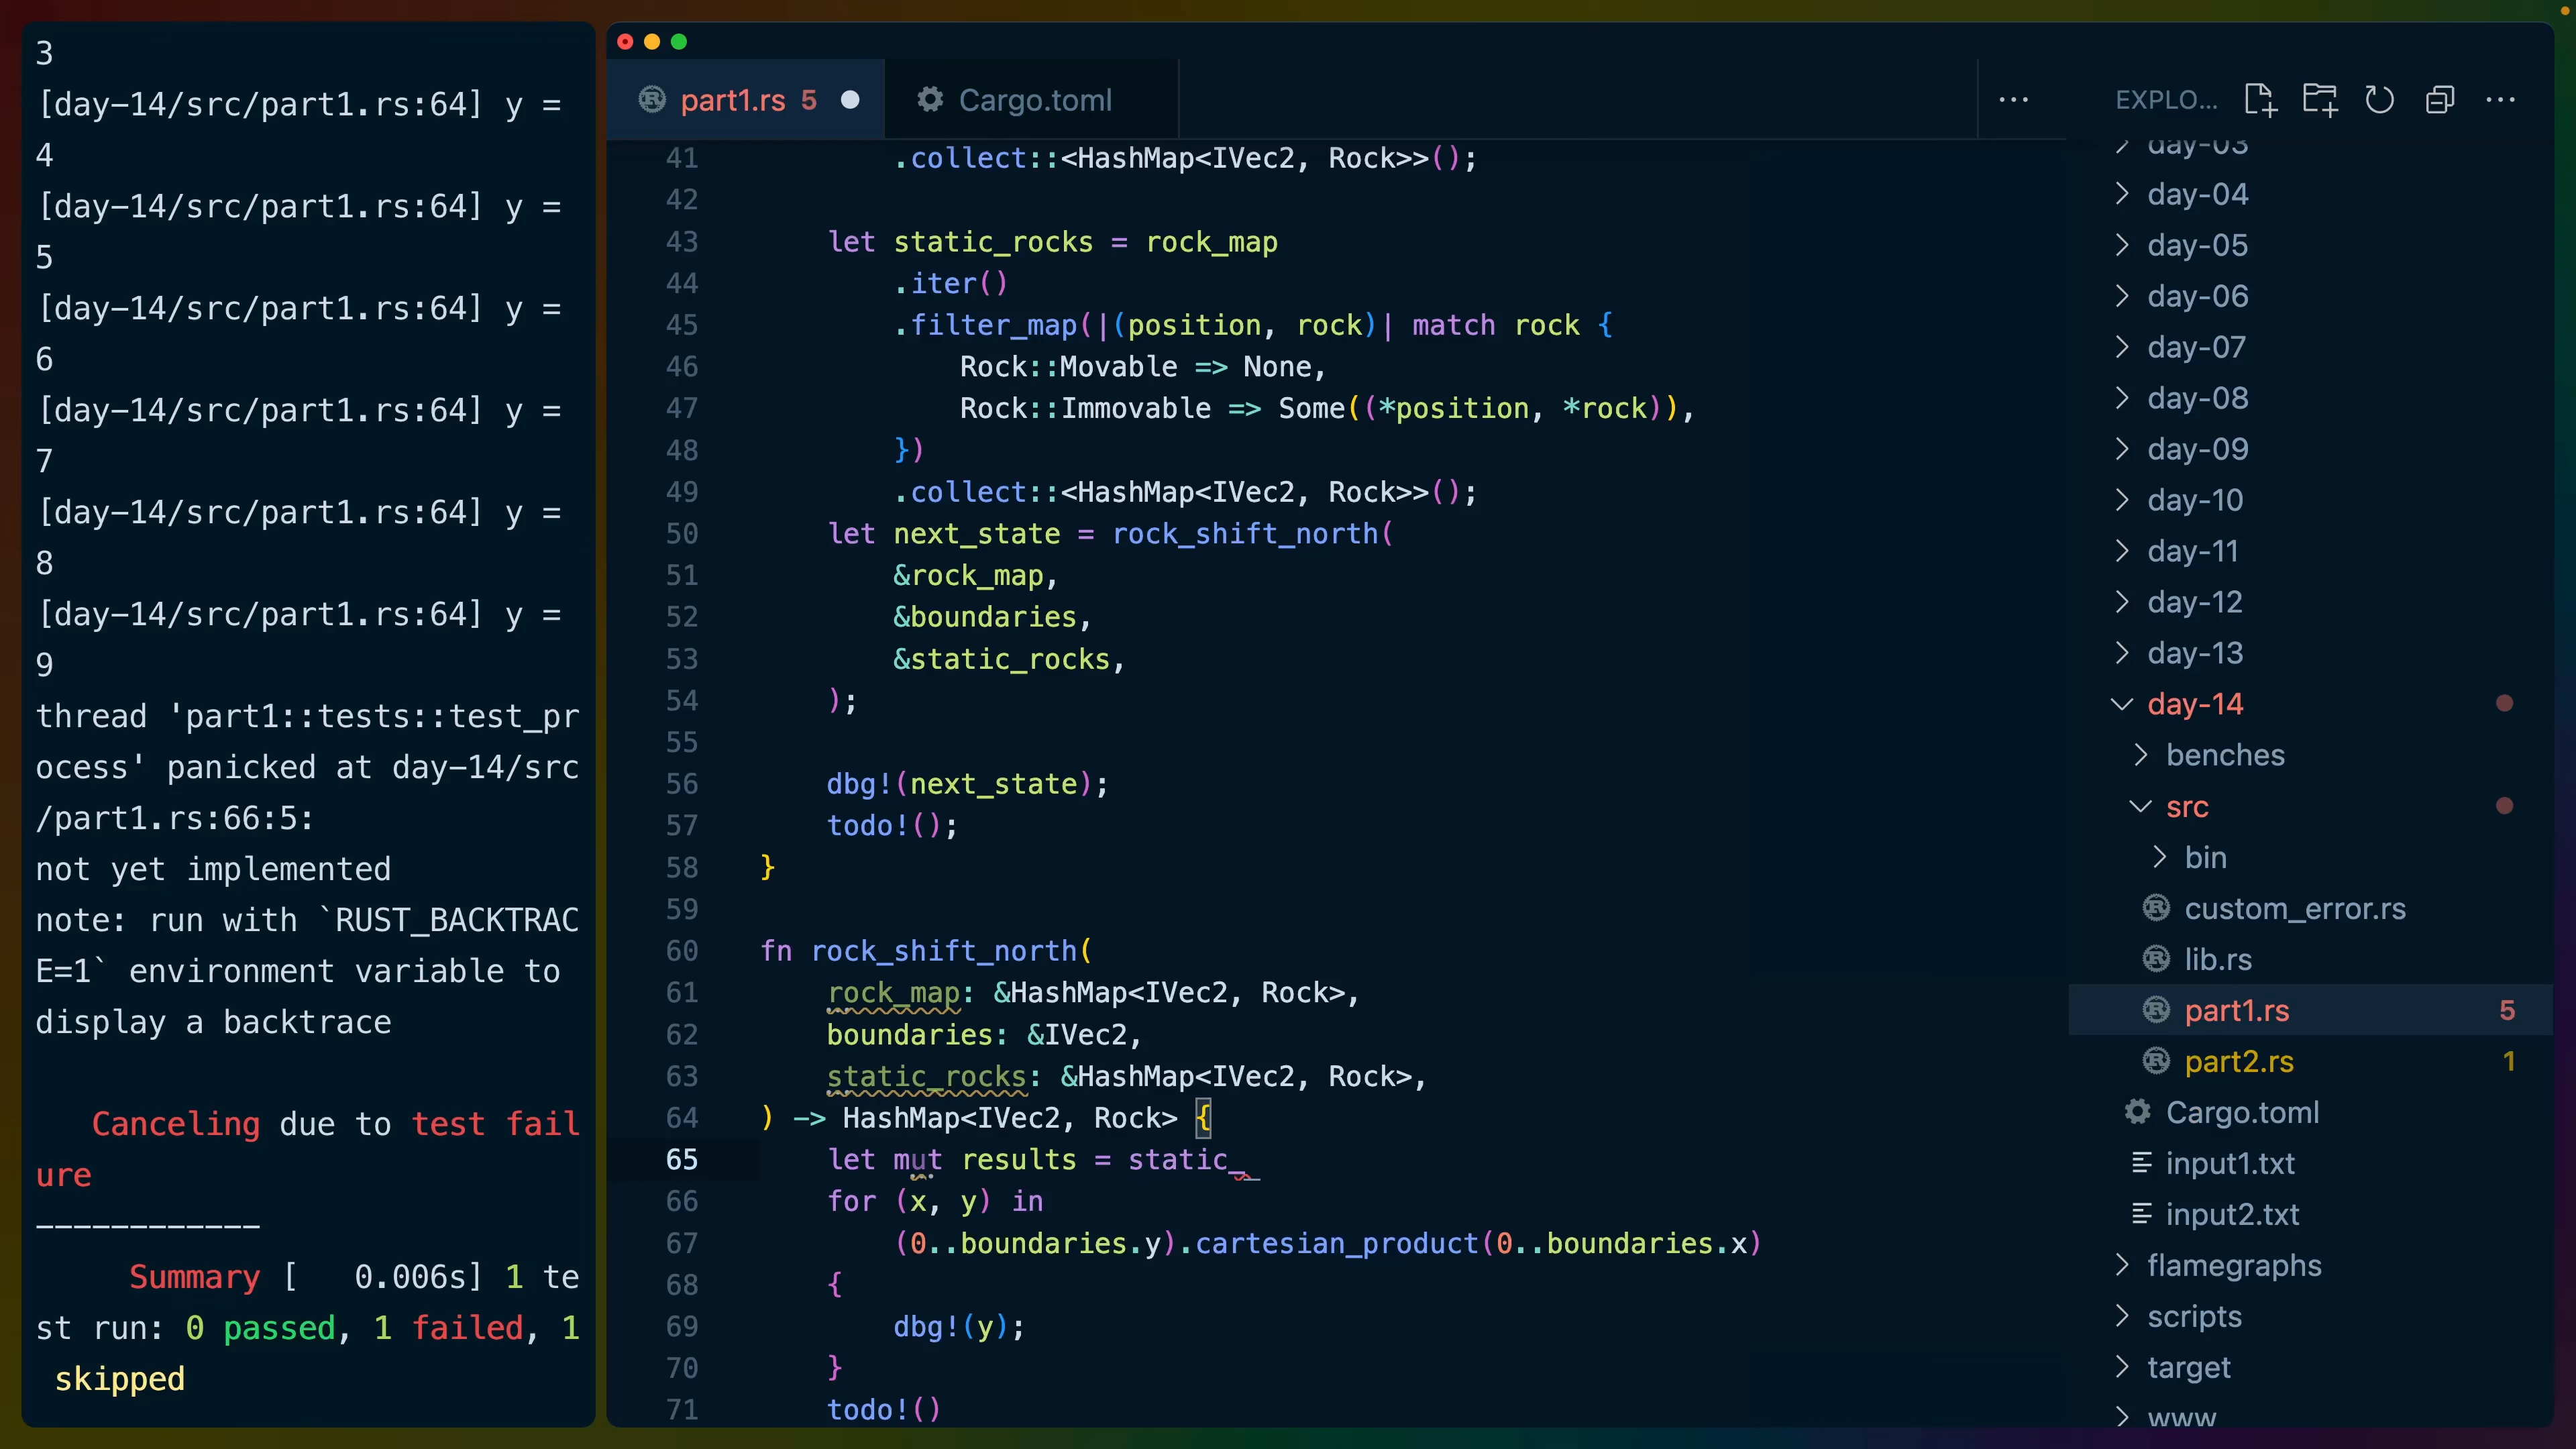 3
[day-14/src/part1.rs:64] y =
4
[day-14/src/part1.rs:64] y =
5
[day-14/src/part1.rs:64] y =
6
[day-14/src/part1.rs:64] y =
7
[day-14/src/part1.rs:64] y =
8
[day-14/src/part1.rs:64] y =
9
thread 'part1::tests::test_pr
ocess' panicked at day-14/src
/part1.rs:66:5:
not yet implemented
note: run with `RUST_BACKTRAC
E=1` environment variable to
display a backtrace
Canceling due to test fail
ure
------------
Summary [   0.006s] 1 te
st run: 0 passed, 1 failed, 1
skipped
part1.rs 5
Cargo.toml
41 .collect::<HashMap<IVec2, Rock>>();
42
43 let static_rocks = rock_map
44 .iter()
45 .filter_map(|(position, rock)| match rock {
46 Rock::Movable => None,
47 Rock::Immovable => Some((*position, *rock)),
48 })
49 .collect::<HashMap<IVec2, Rock>>();
50 let next_state = rock_shift_north(
51 &rock_map,
52 &boundaries,
53 &static_rocks,
54 );
55
56 dbg!(next_state);
57 todo!();
58 }
59
60 fn rock_shift_north(
61 rock_map: &HashMap<IVec2, Rock>,
62 boundaries: &IVec2,
63 static_rocks: &HashMap<IVec2, Rock>,
64 ) -> HashMap<IVec2, Rock> {
65 let mut results = static_
66 for (x, y) in
67 (0..boundaries.y).cartesian_product(0..boundaries.x)
68 {
69 dbg!(y);
70 }
71 todo!()
EXPLO...
day-03
day-04
day-05
day-06
day-07
day-08
day-09
day-10
day-11
day-12
day-13
day-14
benches
src
bin
custom_error.rs
lib.rs
part1.rs 5
part2.rs 1
Cargo.toml
input1.txt
input2.txt
flamegraphs
scripts
target
www